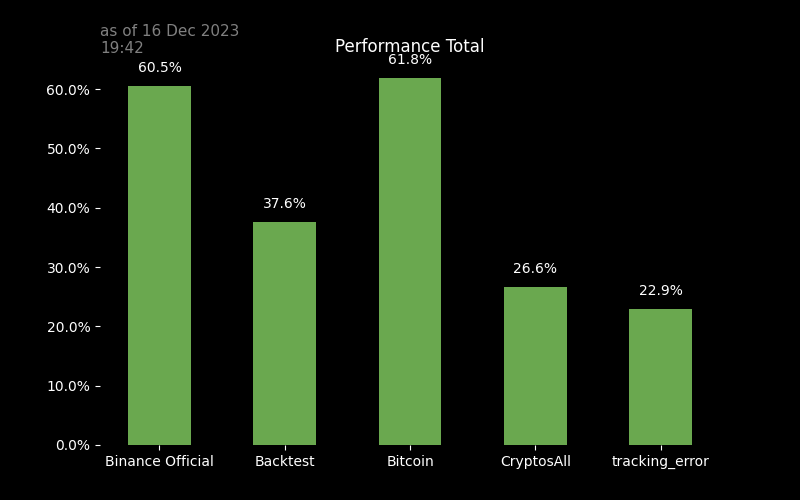 as of 16 Dec 2023
19:42
Performance Total
60.5%
37.6%
61.8%
26.6%
22.9%
60.0%
50.0%
40.0%
30.0%
20.0%
10.0%
0.0%
Binance Official
Backtest
Bitcoin
CryptosAll
tracking_error